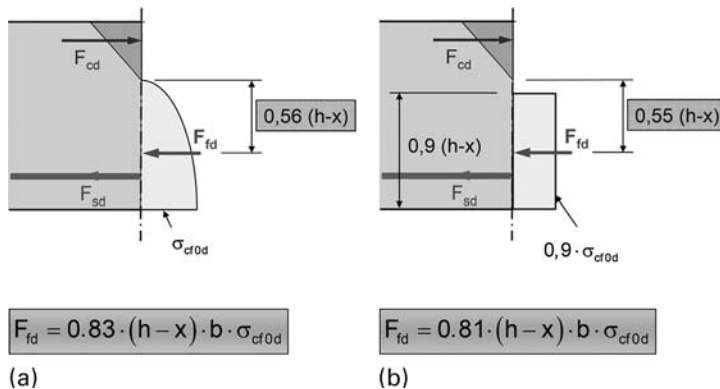 F_cd
0,56 (h-x)
F_fd
F_sd
σ_cf0d
F_fd = 0.83·(h – x)·b·σ_cf0d
(a)
F_cd
0,55 (h-x)
F_fd
0,9 (h-x)
F_sd
0,9·σ_cf0d
F_fd = 0.81·(h – x)·b·σ_cf0d
(b)